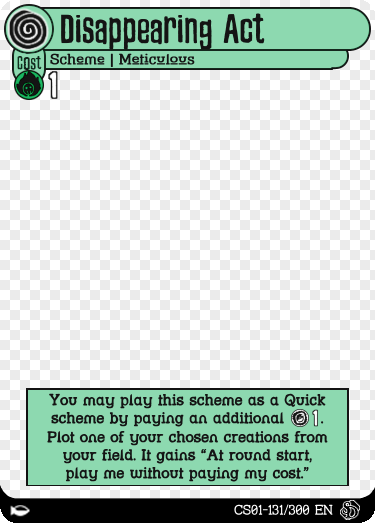 Disappearing Act
Cost
Scheme | Meticulous
1
You may play this scheme as a Quick
scheme by paying an additional 1.
Plot one of your chosen creations from
your field. It gains “At round start,
play me without paying my cost.”
CS01-131/300 EN